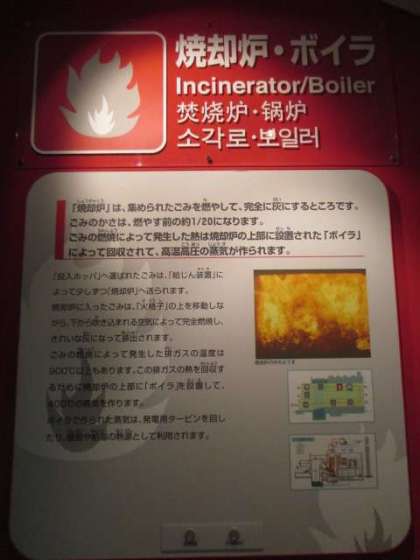 焼却炉・ボイラ
Incinerator/Boiler
焚烧炉・锅炉
소각로・보일러
「焼却炉」は、集められたごみを燃やして、完全に灰にするところです。
ごみのかさは、燃やす前の約1/20になります。
ごみの燃焼によって発生した熱は焼却炉の上部に設置された「ボイラ」
によって回収されて、高温高圧の蒸気が作られます。
「投入ホッパ」へ運ばれたごみは、「給じん装置」に
よって少しずつ「焼却炉」へ送られます。
焼却炉に入ったごみは、「火格子」の上を移動しな
がら、下から吹き込まれる空気によって完全燃焼し、
きれいな灰になって排出されます。
ごみの燃焼によって発生した排ガスの温度は
900℃以上もあります。この排ガスの熱を回収す
るために焼却炉の上部に「ボイラ」を設置して、
400℃の蒸気を作ります。
ボイラで作られた蒸気は、発電用タービンを回し
たり、の熱源として利用されます。